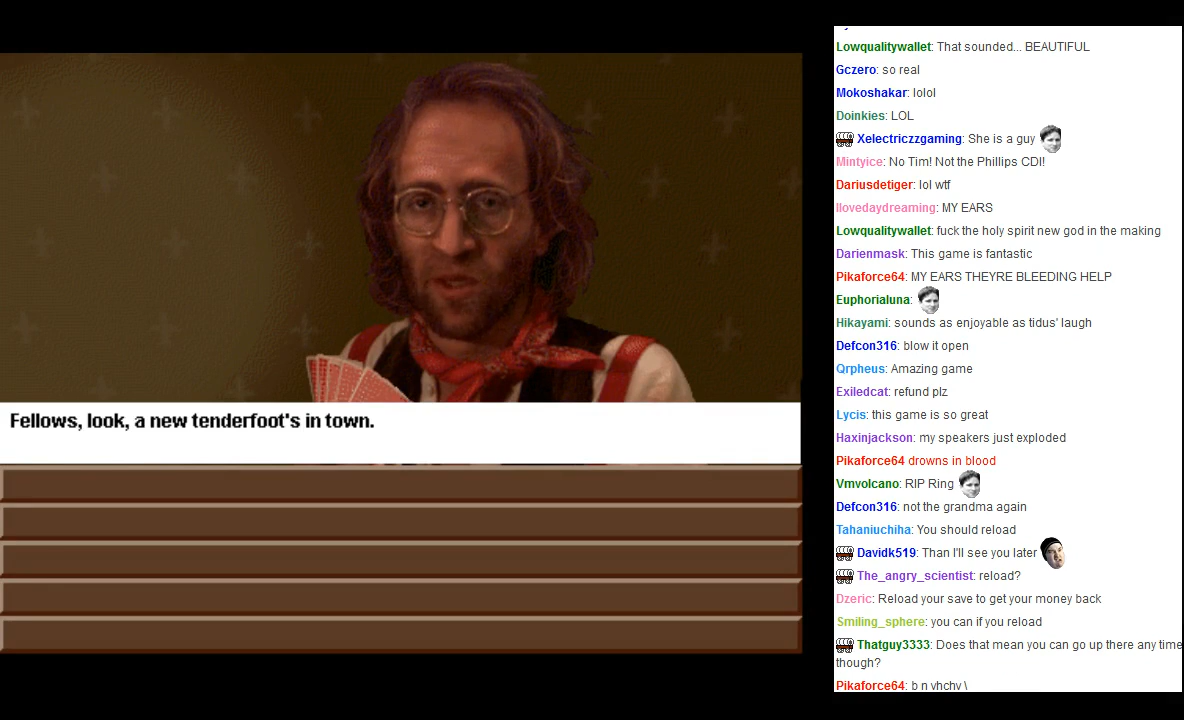 Fellows, look, a new tenderfoot's in town.
Lowqualitywallet: That sounded... BEAUTIFUL
Gczero: so real
Mokoshakar: lolol
Doinkies: LOL
Xelectriczzgaming: She is a guy
Mintyice: No Tim! Not the Phillips CDI!
Dariusdetiger: lol wtf
Ilovedaydreaming: MY EARS
Lowqualitywallet: fuck the holy spirit new god in the making
Darienmask: This game is fantastic
Pikaforce64: MY EARS THEYRE BLEEDING HELP
Euphorialuna:
Hikayami: sounds as enjoyable as tidus' laugh
Defcon316: blow it open
Qrpheus: Amazing game
Exiledcat: refund plz
Lycis: this game is so great
Haxinjackson: my speakers just exploded
Pikaforce64 drowns in blood
Vmvolcano: RIP Ring
Defcon316: not the grandma again
Tahaniuchiha: You should reload
Davidk519: Than I'll see you later
The_angry_scientist: reload?
Dzeric: Reload your save to get your money back
Smiling_sphere: you can if you reload
Thatguy3333: Does that mean you can go up there any time
though?
Pikaforce64: b n vhchv \